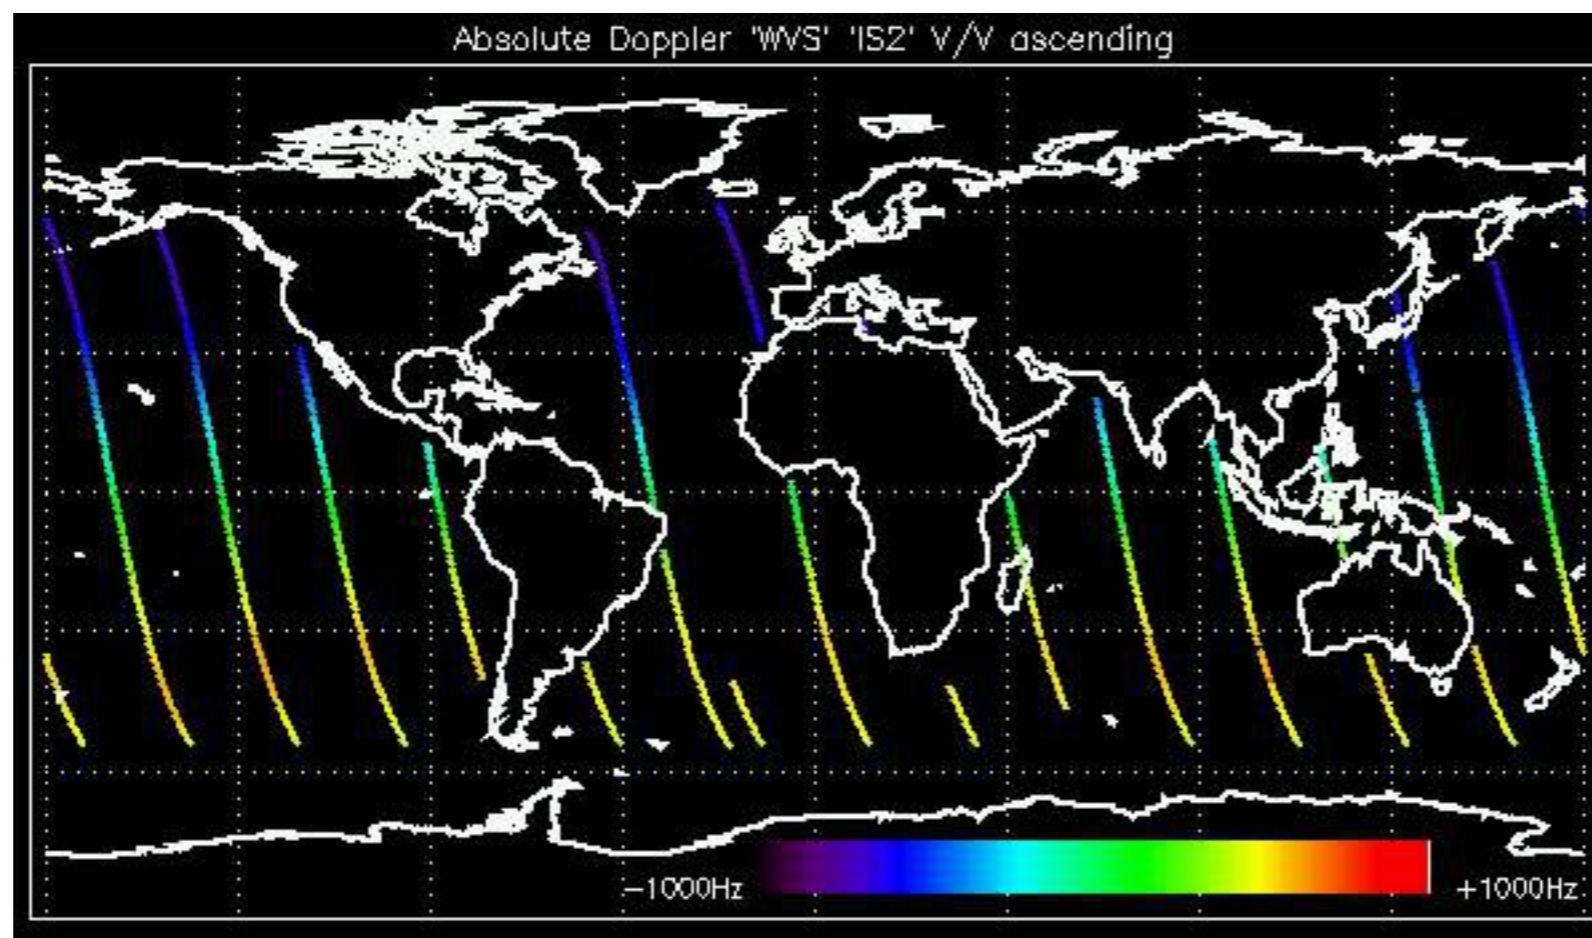 Absolute Doppler 'WVS' 'IS2' V/V ascending
-1000Hz +1000Hz